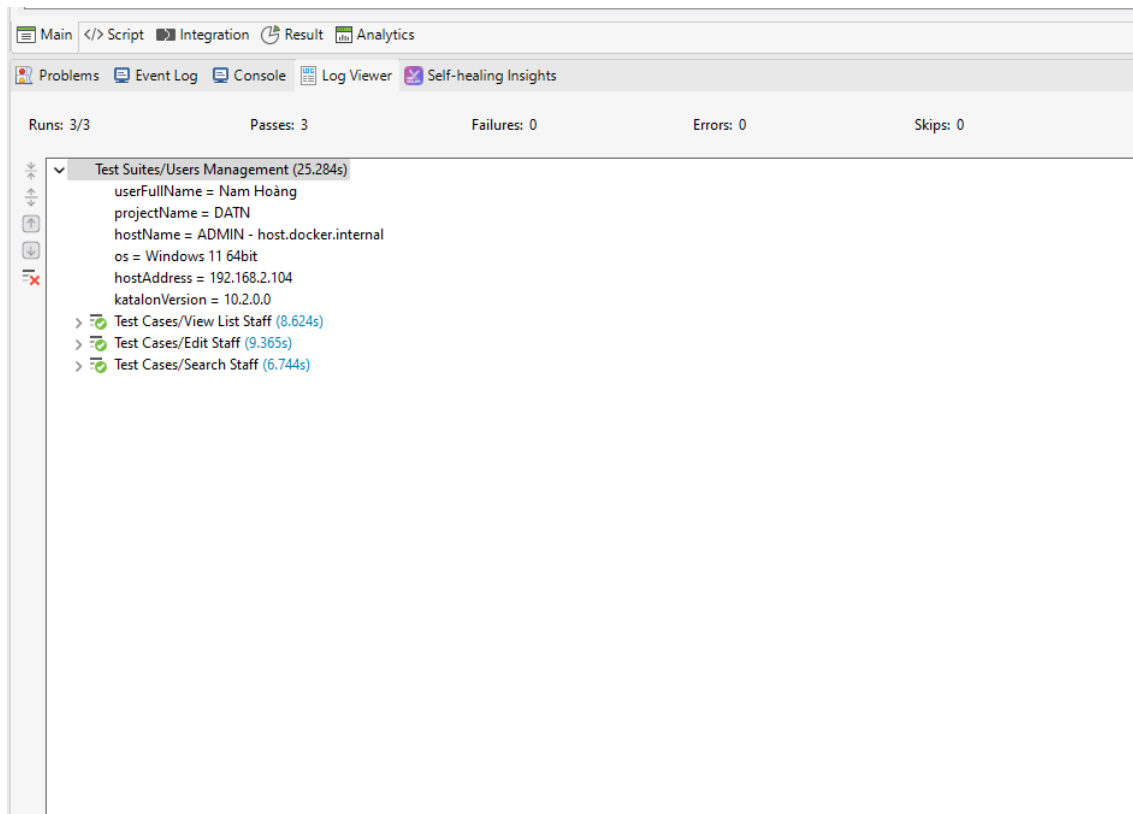 Main </> Script Integration Result Analytics
Problems Event Log Console Log Viewer Self-healing Insights
Runs: 3/3 Passes: 3 Failures: 0 Errors: 0 Skips: 0
Test Suites/Users Management (25.284s)
userFullName = Nam Hoàng
projectName = DATN
hostName = ADMIN - host.docker.internal
os = Windows 11 64bit
hostAddress = 192.168.2.104
katalonVersion = 10.2.0.0
Test Cases/View List Staff (8.624s)
Test Cases/Edit Staff (9.365s)
Test Cases/Search Staff (6.744s)